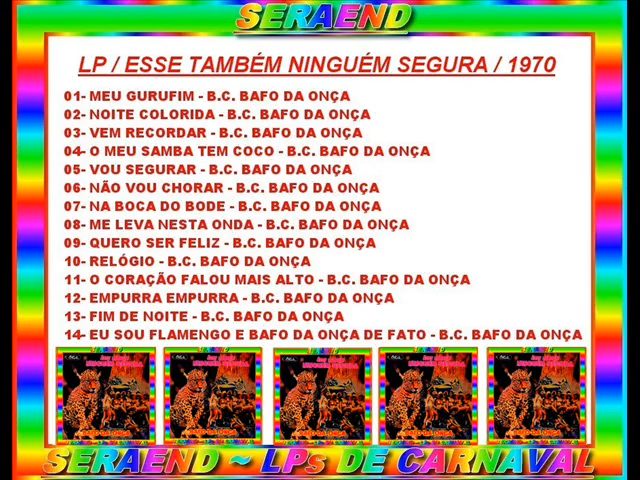 SERAEND
LP / ESSE TAMBÉM NINGUÉM SEGURA / 1970
01- MEU GURUFIM - B.C. BAFO DA ONÇA
02- NOITE COLORIDA - B.C. BAFO DA ONÇA
03- VEM RECORDAR - B.C. BAFO DA ONÇA
04- O MEU SAMBA TEM COCO - B.C. BAFO DA ONÇA
05- VOU SEGURAR - B.C. BAFO DA ONÇA
06- NÃO VOU CHORAR - B.C. BAFO DA ONÇA
07- NA BOCA DO BODE - B.C. BAFO DA ONÇA
08- ME LEVA NESTA ONDA - B.C. BAFO DA ONÇA
09- QUERO SER FELIZ - B.C. BAFO DA ONÇA
10- RELÓGIO - B.C. BAFO DA ONÇA
11- O CORAÇÃO FALOU MAIS ALTO - B.C. BAFO DA ONÇA
12- EMPURRA EMPURRA - B.C. BAFO DA ONÇA
13- FIM DE NOITE - B.C. BAFO DA ONÇA
14- EU SOU FLAMENGO E BAFO DA ONÇA DE FATO - B.C. BAFO DA ONÇA
SERAEND ~ LPs DE CARNAVAL